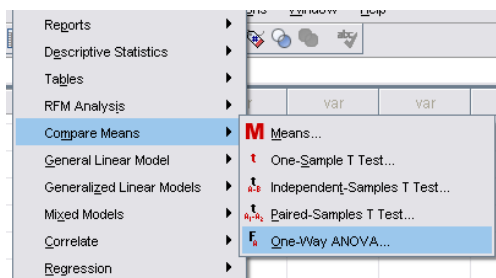 Reports
Descriptive Statistics
Tables
RFM Analysis
var var
Compare Means
M Means...
General Linear Model
t One-Sample T Test...
Generalized Linear Models
Independent-Samples T Test...
Mixed Models
Paired-Samples T Test...
Correlate
One-Way ANOVA...
Regression